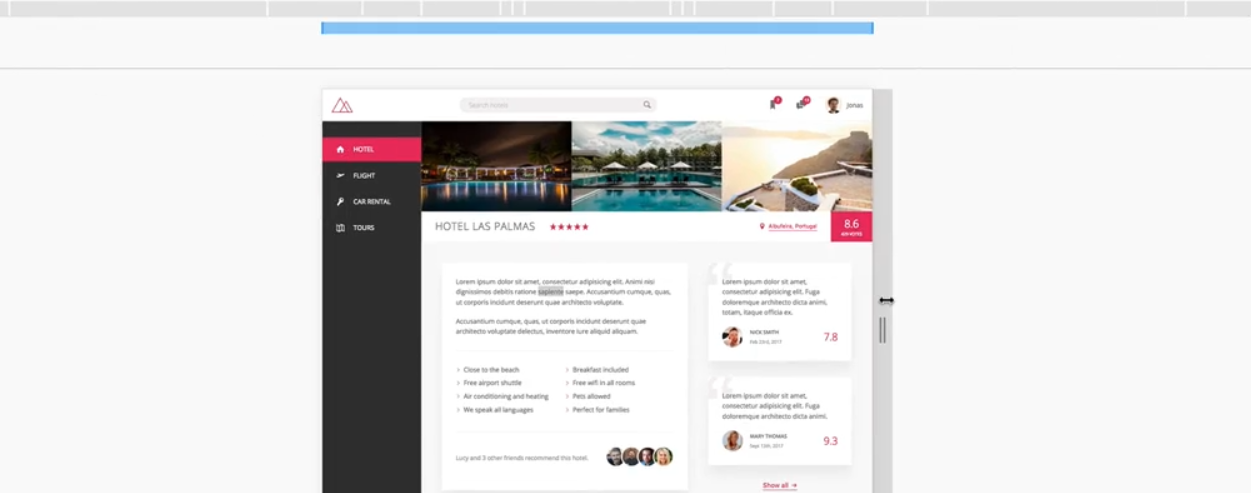 Search hotels
Jonas
HOTEL
FLIGHT
CAR RENTAL
TOURS
HOTEL LAS PALMAS
Albufeira, Portugal
8.6
Lorem ipsum dolor sit amet, consectetur adipisicing elit. Animi nisi
dignissimos debitis ratione sapiente saepe. Accusantium cumque, quas,
ut corporis incidunt deserunt quae architecto voluptate.
Accusantium cumque, quas, ut corporis incidunt deserunt quae
architecto voluptate delectus, inventore iure aliquid aliquam.
Close to the beach
Breakfast included
Free airport shuttle
Free wifi in all rooms
Air conditioning and heating
Pets allowed
We speak all languages
Perfect for families
Lucy and 3 other friends recommend this hotel.
Lorem ipsum dolor sit amet,
consectetur adipisicing elit. Fuga
doloremque architecto dicta animi,
totam, itaque officia ex.
NICK SMITH
Feb 23rd, 2017
7.8
Lorem ipsum dolor sit amet,
consectetur adipisicing elit. Fuga
doloremque architecto dicta animi.
MARY THOMAS
Sept 13th, 2017
9.3
Show all